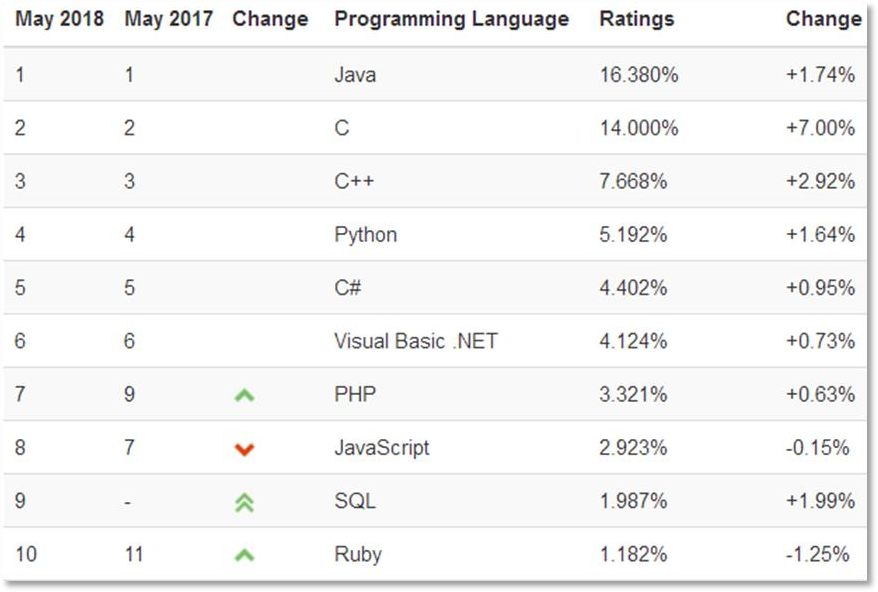 May 2018 May 2017 Change Programming Language Ratings Change
1 1 Java 16.380% +1.74%
2 2 C 14.000% +7.00%
3 3 C++ 7.668% +2.92%
4 4 Python 5.192% +1.64%
5 5 C# 4.402% +0.95%
6 6 Visual Basic .NET 4.124% +0.73%
7 9 PHP 3.321% +0.63%
8 7 JavaScript 2.923% -0.15%
9 - SQL 1.987% +1.99%
10 11 Ruby 1.182% -1.25%